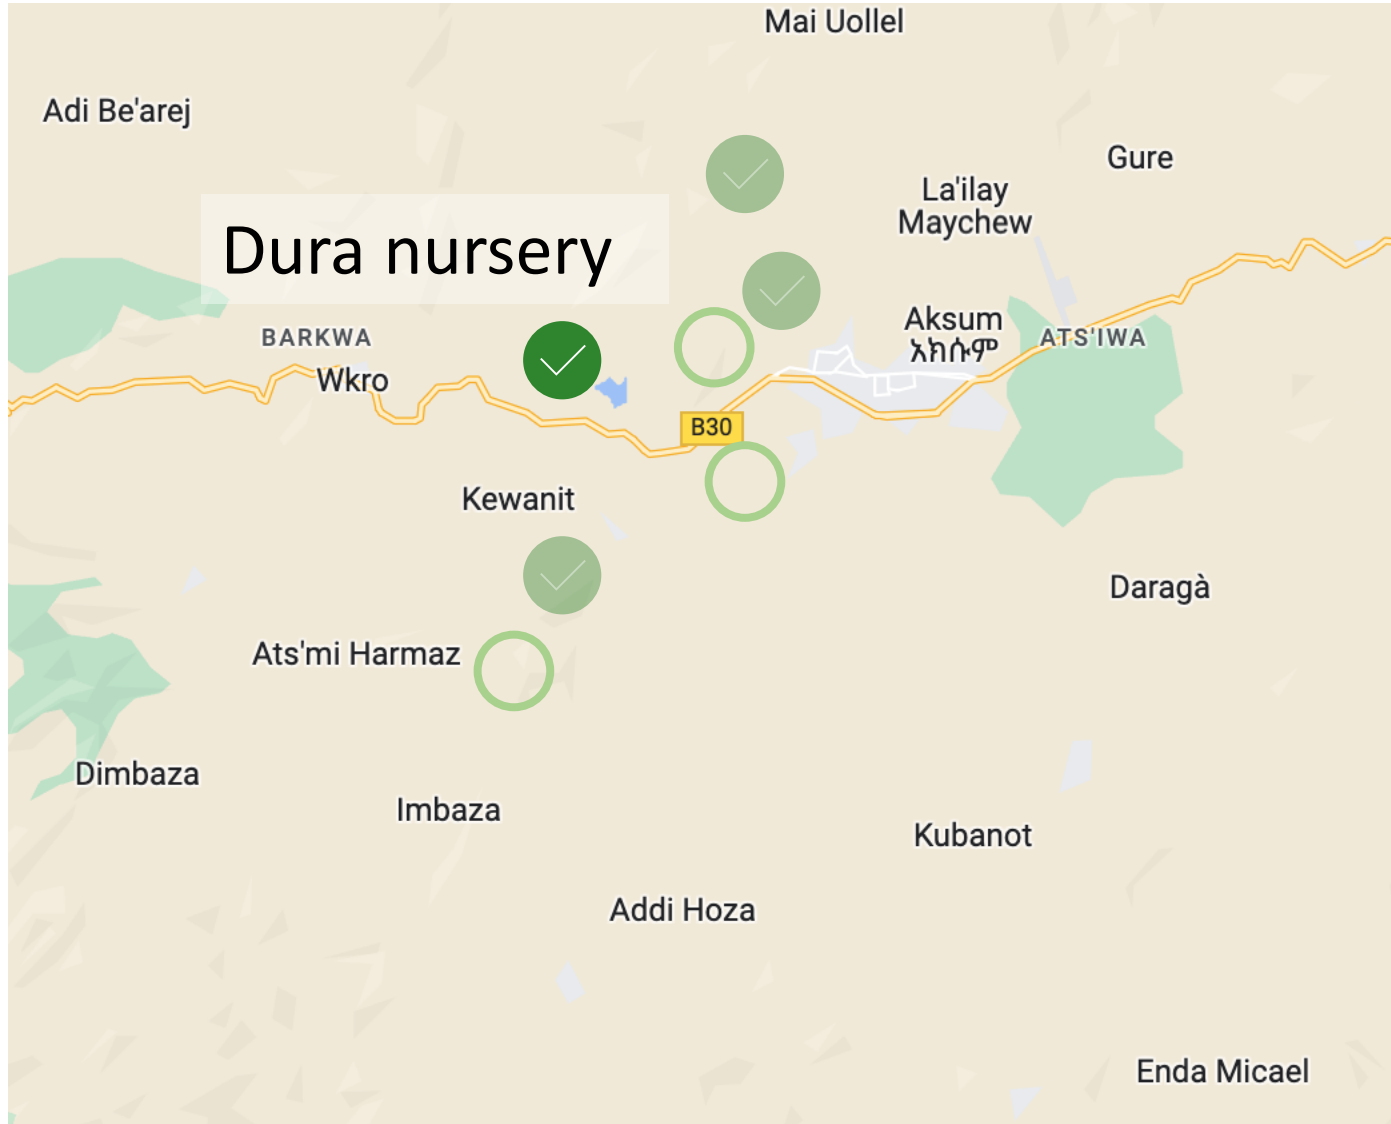 Mai Uollel
Adi Be'arej
Gure
La'ilay
Maychew
Dura nursery
Aksum
አክሱም
BARKWA
ATS'IWA
Wkro
B30
Kewanit
Daragà
Ats'mi Harmaz
Dimbaza
Imbaza
Kubanot
Addi Hoza
Enda Micael